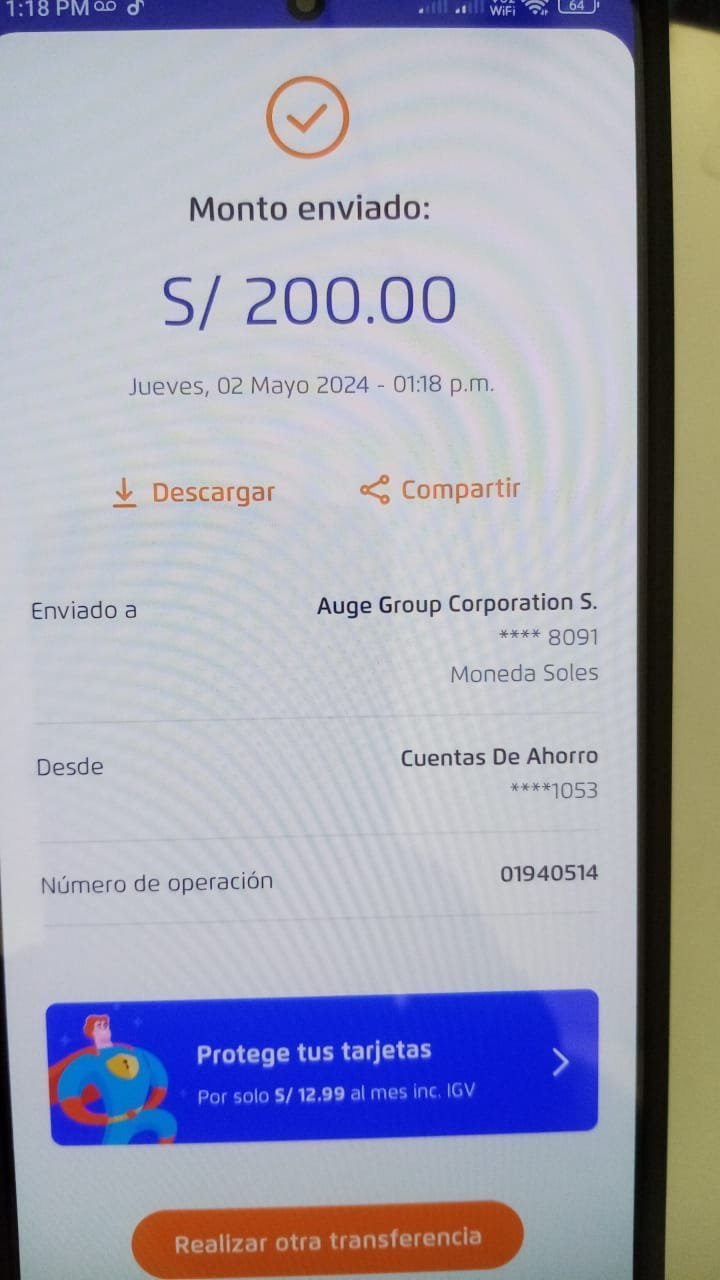 1:18 PM
WiFi
64
Monto enviado:
S/ 200.00
Jueves, 02 Mayo 2024 - 01:18 p.m.
Descargar
Compartir
Enviado a
Auge Group Corporation S.
**** 8091
Moneda Soles
Desde
Cuentas De Ahorro
****1053
Número de operación
01940514
Protege tus tarjetas
Por solo S/ 12.99 al mes inc. IGV
Realizar otra transferencia